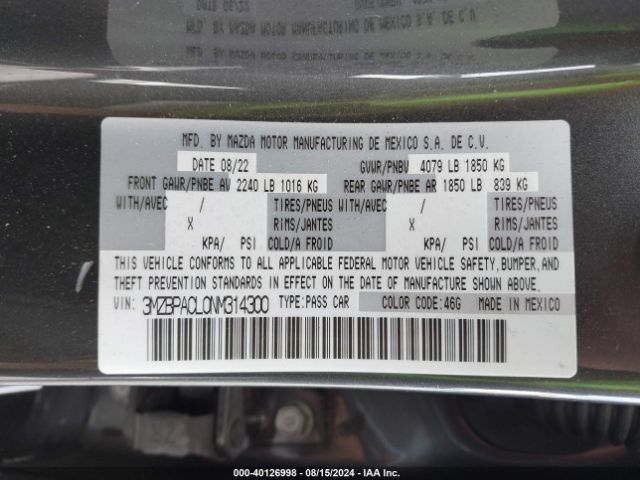 MFD. BY MAZDA MOTOR MANUFACTURING DE MEXICO S.A. DE C.V.
DATE 08/22 GVWR/PNBV 4079 LB 1850 KG
FRONT GAWR/PNBE AV 2240 LB 1016 KG REAR GAWR/PNBE AR 1850 LB 839 KG
WITH/AVEC / TIRES/PNEUS WITH/AVEC / TIRES/PNEUS
X RIMS/JANTES X RIMS/JANTES
KPA/ PSI COLD/A FROID KPA/ PSI COLD/A FROID
THIS VEHICLE CONFORMS TO ALL APPLICABLE FEDERAL MOTOR VEHICLE SAFETY, BUMPER, AND
THEFT PREVENTION STANDARDS IN EFFECT ON THE DATE OF MANUFACTURE SHOWN ABOVE.
VIN: 3MZBPACL0NM314300 TYPE:PASS CAR COLOR CODE:46G MADE IN MEXICO
000-40126998 - 08/15/2024 - IAA Inc.